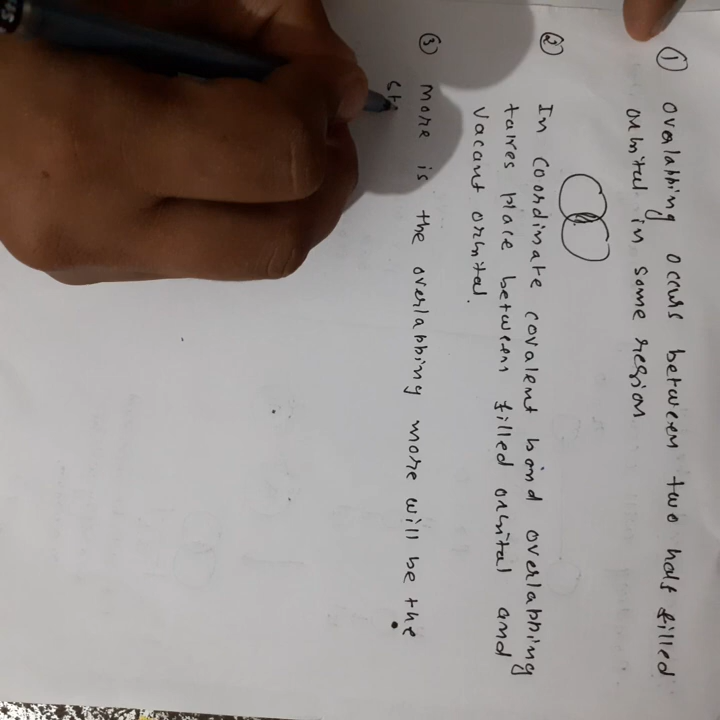 ① overlapping occurs between two half filled
orbital in some region
② In coordinate covalent bond overlapping
takes place between filled orbital and
vacant orbital.
③ more is the overlapping more will be the
str